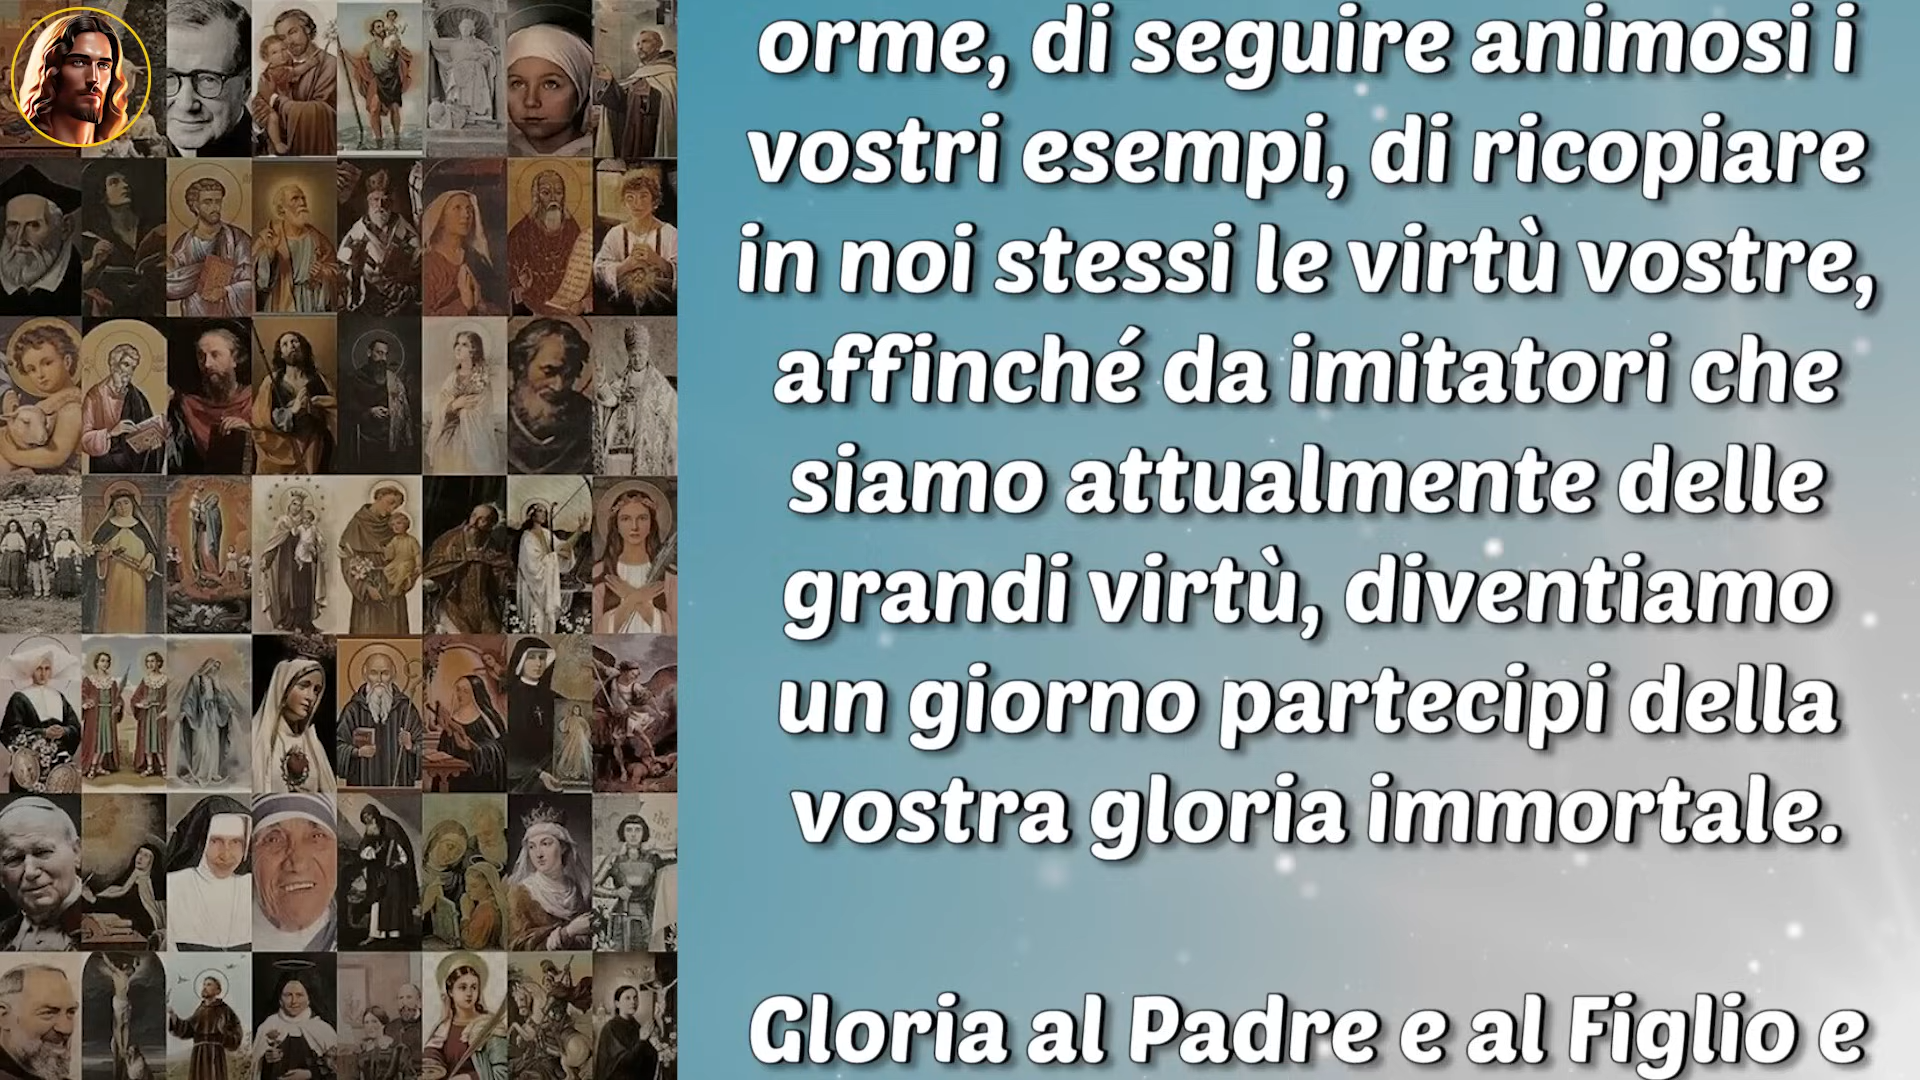 orme, di seguire animosi i
vostri esempi, di ricopiare
in noi stessi le virtù vostre,
affinché da imitatori che
siamo attualmente delle
grandi virtù, diventiamo
un giorno partecipi della
vostra gloria immortale.
Gloria al Padre e al Figlio e